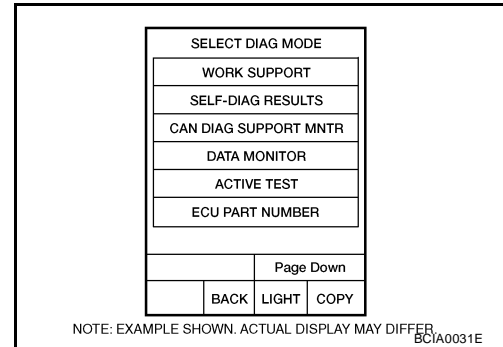 SELECT DIAG MODE
WORK SUPPORT
SELF-DIAG RESULTS
CAN DIAG SUPPORT MNTR
DATA MONITOR
ACTIVE TEST
ECU PART NUMBER
Page Down
BACK LIGHT COPY
NOTE: EXAMPLE SHOWN. ACTUAL DISPLAY MAY DIFFER.
BCIA0031E